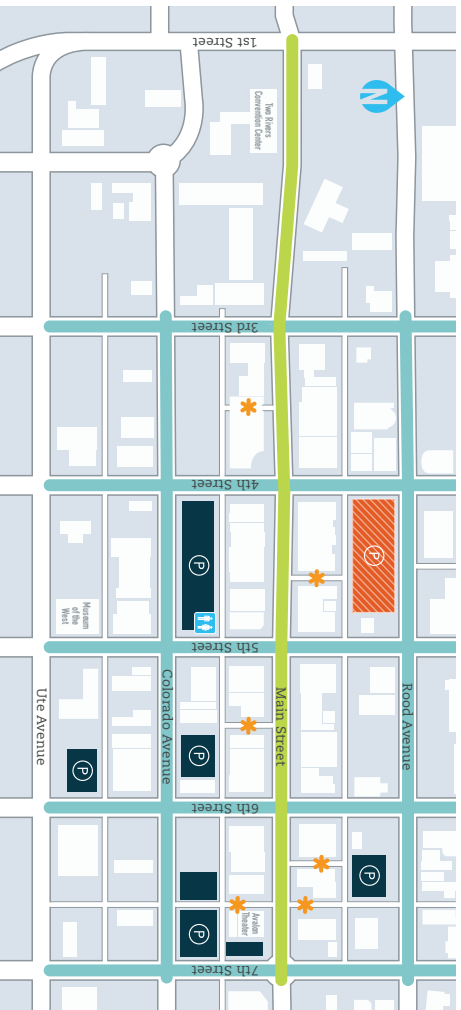 1st Street
N
Two Rivers
Convention Center
3rd Street
4th Street
P
P
Museum
of the
West
5th Street
Ute Avenue
Colorado Avenue
Main Street
Rood Avenue
P
P
6th Street
P
P
Avalon
Theater
7th Street